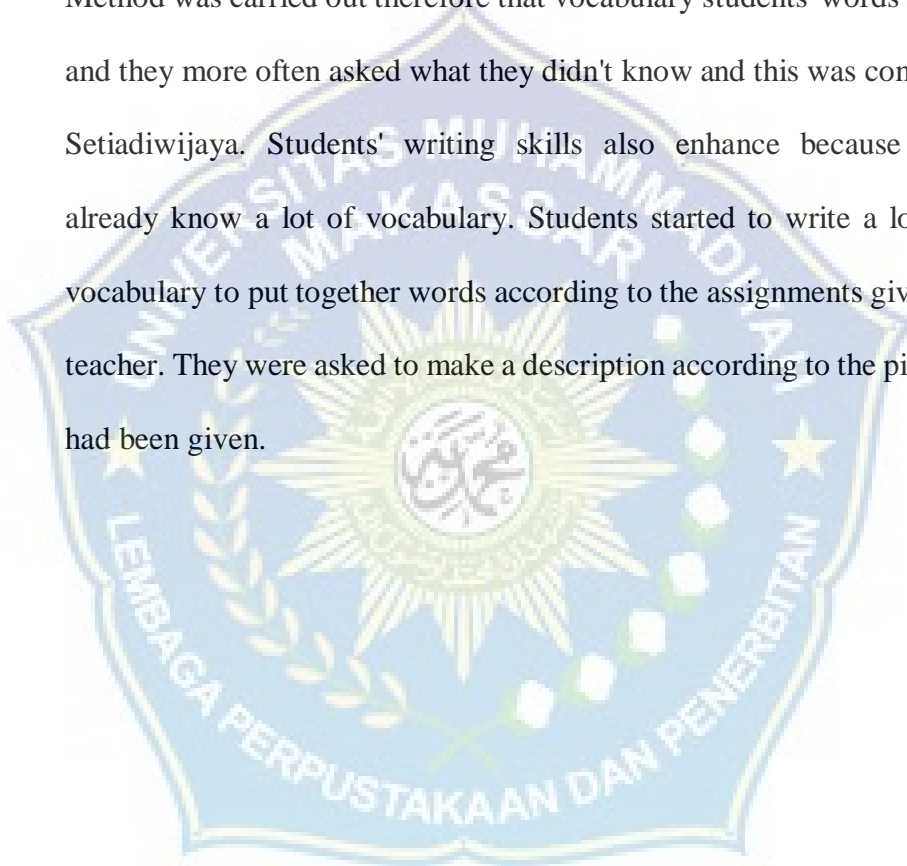 Method was carried out therefore that vocabulary students' words
and they more often asked what they didn't know and this was con
Setiadiwijaya. Students' writing skills also enhance because
already know a lot of vocabulary. Students started to write a lo
vocabulary to put together words according to the assignments giv
teacher. They were asked to make a description according to the pi
had been given.
UNIVERSITAS MUHAMMADIYAH
MAKASSAR
LEMBAGA PERPUSTAKAAN DAN PENERBITAN